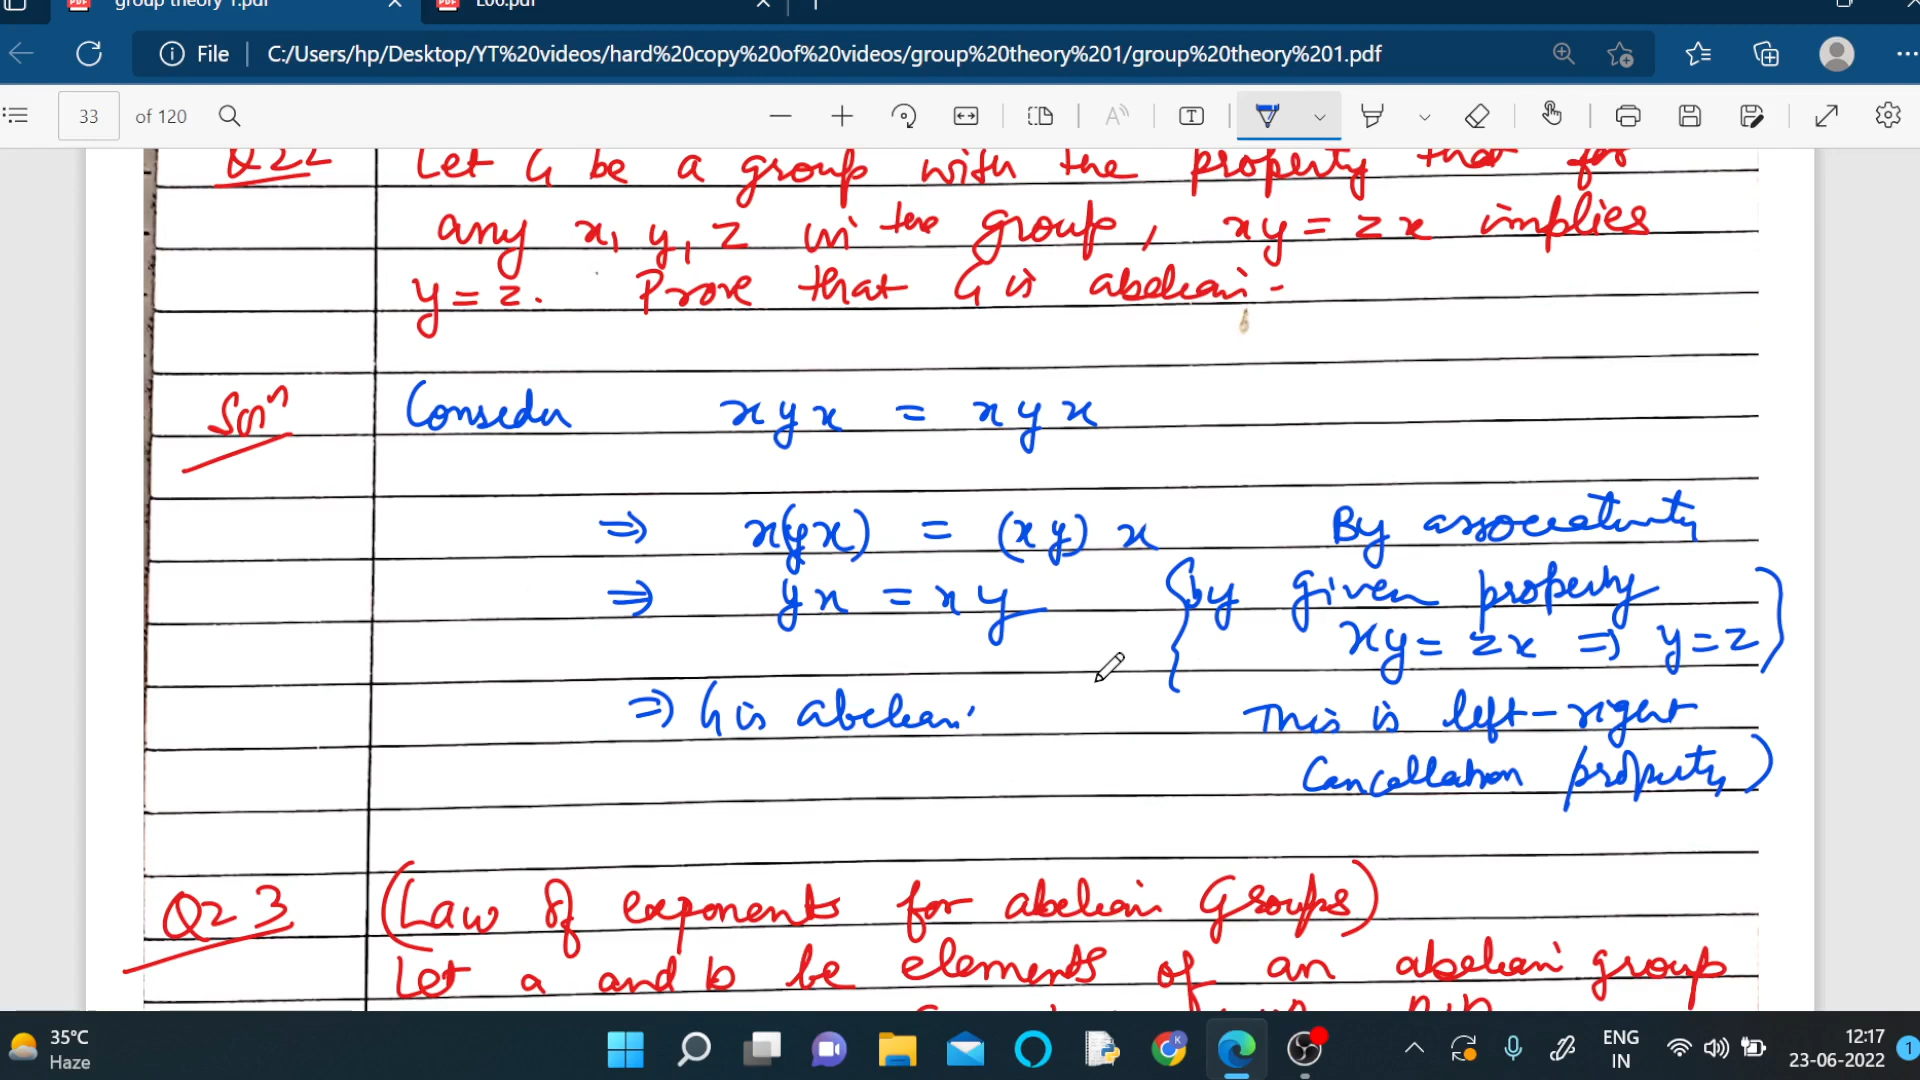 group theory 1.pdf
L06.pdf
File
C:/Users/hp/Desktop/YT%20videos/hard%20copy%20of%20videos/group%20theory%201/group%20theory%201.pdf
33 of 120
Q22 Let G be a group with the property that for
any x, y, z in the group, xy = zx implies
y = z. Prove that G is abelian.
Soln Consider xyx = xyx
⇒ x(yx) = (xy) x By associativity
⇒ yx = xy {by given property
xy = zx ⇒ y = z}
⇒ G is abelian. This is left-right
Cancellation property)
Q23 (Law of exponents for abelian Groups)
Let a and b be elements of an abelian group
35°C
Haze
ENG
IN
12:17
23-06-2022
1